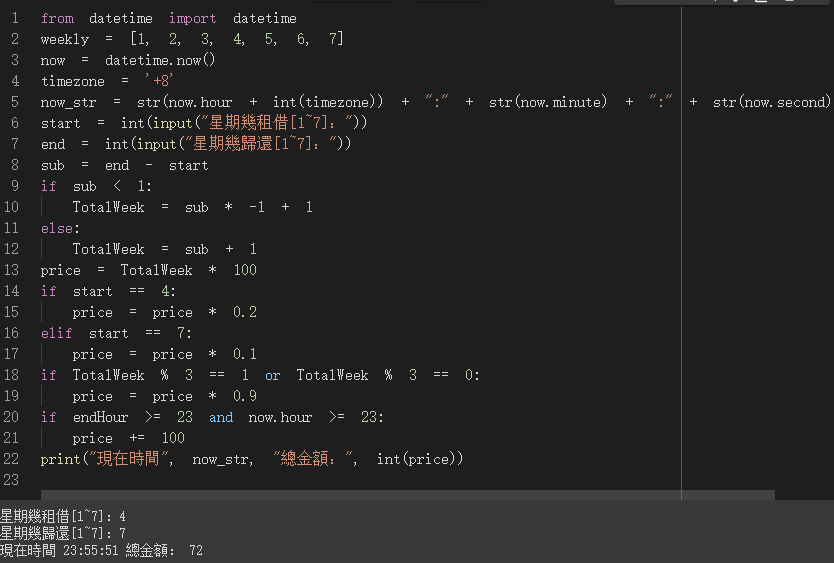 1 from datetime import datetime
2 weekly = [1, 2, 3, 4, 5, 6, 7]
3 now = datetime.now()
4 timezone = '+8'
5 now_str = str(now.hour + int(timezone)) + ":" + str(now.minute) + ":" + str(now.second)
6 start = int(input("星期幾租借[1~7]: "))
7 end = int(input("星期幾歸還[1~7]: "))
8 sub = end - start
9 if sub < 1:
10 TotalWeek = sub * -1 + 1
11 else:
12 TotalWeek = sub + 1
13 price = TotalWeek * 100
14 if start == 4:
15 price = price * 0.2
16 elif start == 7:
17 price = price * 0.1
18 if TotalWeek % 3 == 1 or TotalWeek % 3 == 0:
19 price = price * 0.9
20 if endHour >= 23 and now.hour >= 23:
21 price += 100
22 print("現在時間", now_str, "總金額: ", int(price))
23
星期幾租借[1~7]: 4
星期幾歸還[1~7]: 7
現在時間 23:55:51 總金額: 72